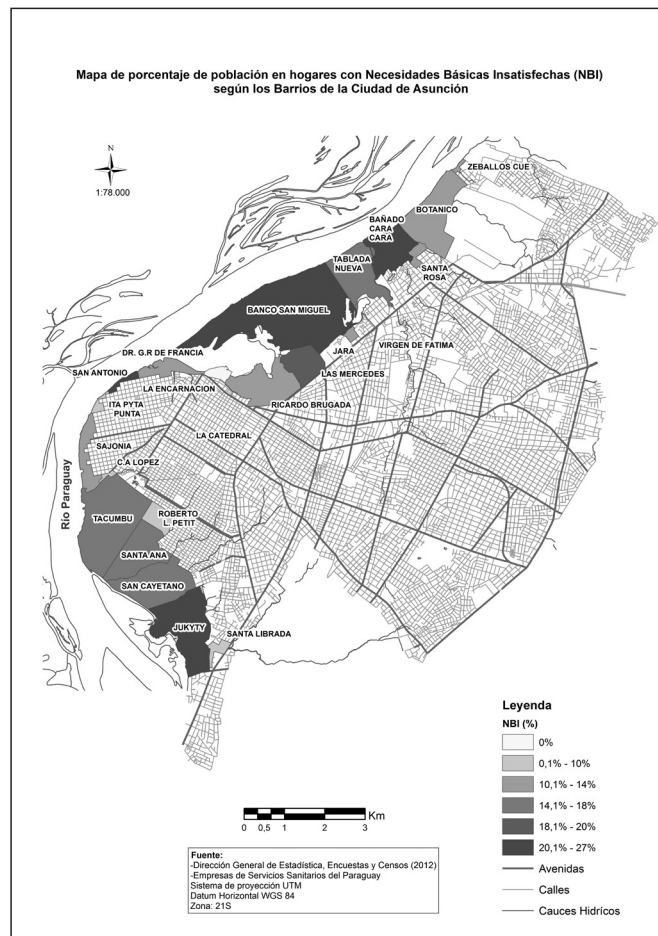 Mapa de porcentaje de población en hogares con Necesidades Básicas Insatisfechas (NBI)
según los Barrios de la Ciudad de Asunción
N
1:78.000
ZEBALLOS CUE
BOTANICO
BAÑADO
CARA
CARA
TABLADA
NUEVA
SANTA
ROSA
BANCO SAN MIGUEL
VIRGEN DE FATIMA
JARA
DR. G.R DE FRANCIA
SAN ANTONIO
LAS MERCEDES
LA ENCARNACION
RICARDO BRUGADA
ITA PYTA
PUNTA
LA CATEDRAL
SAJONIA
C.A LOPEZ
Río Paraguay
TACUMBU
ROBERTO
L. PETIT
SANTA ANA
SAN CAYETANO
JUKYTY
SANTA LIBRADA
Leyenda
NBI (%)
0%
0,1% - 10%
10,1% - 14%
14,1% - 18%
18,1% - 20%
20,1% - 27%
Avenidas
Calles
Cauces Hidrícos
Km
0 0,5 1 2 3
Fuente:
-Dirección General de Estadística, Encuestas y Censos (2012)
-Empresas de Servicios Sanitarios del Paraguay
Sistema de proyección UTM
Datum Horizontal WGS 84
Zona: 21S